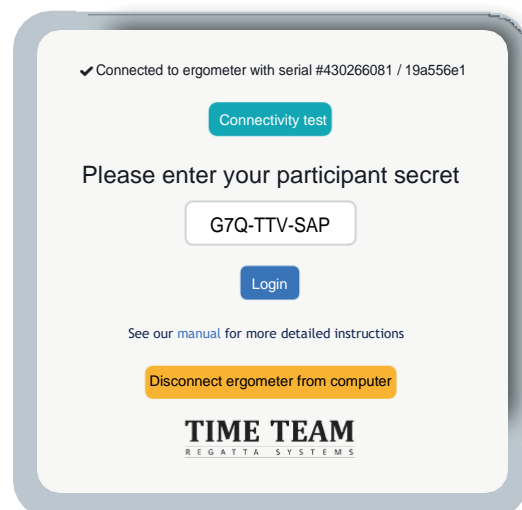 ✔ Connected to ergometer with serial #430266081 / 19a556e1
Connectivity test
Please enter your participant secret
G7Q-TTV-SAP
Login
See our manual for more detailed instructions
Disconnect ergometer from computer
TIME TEAM
REGATTA SYSTEMS